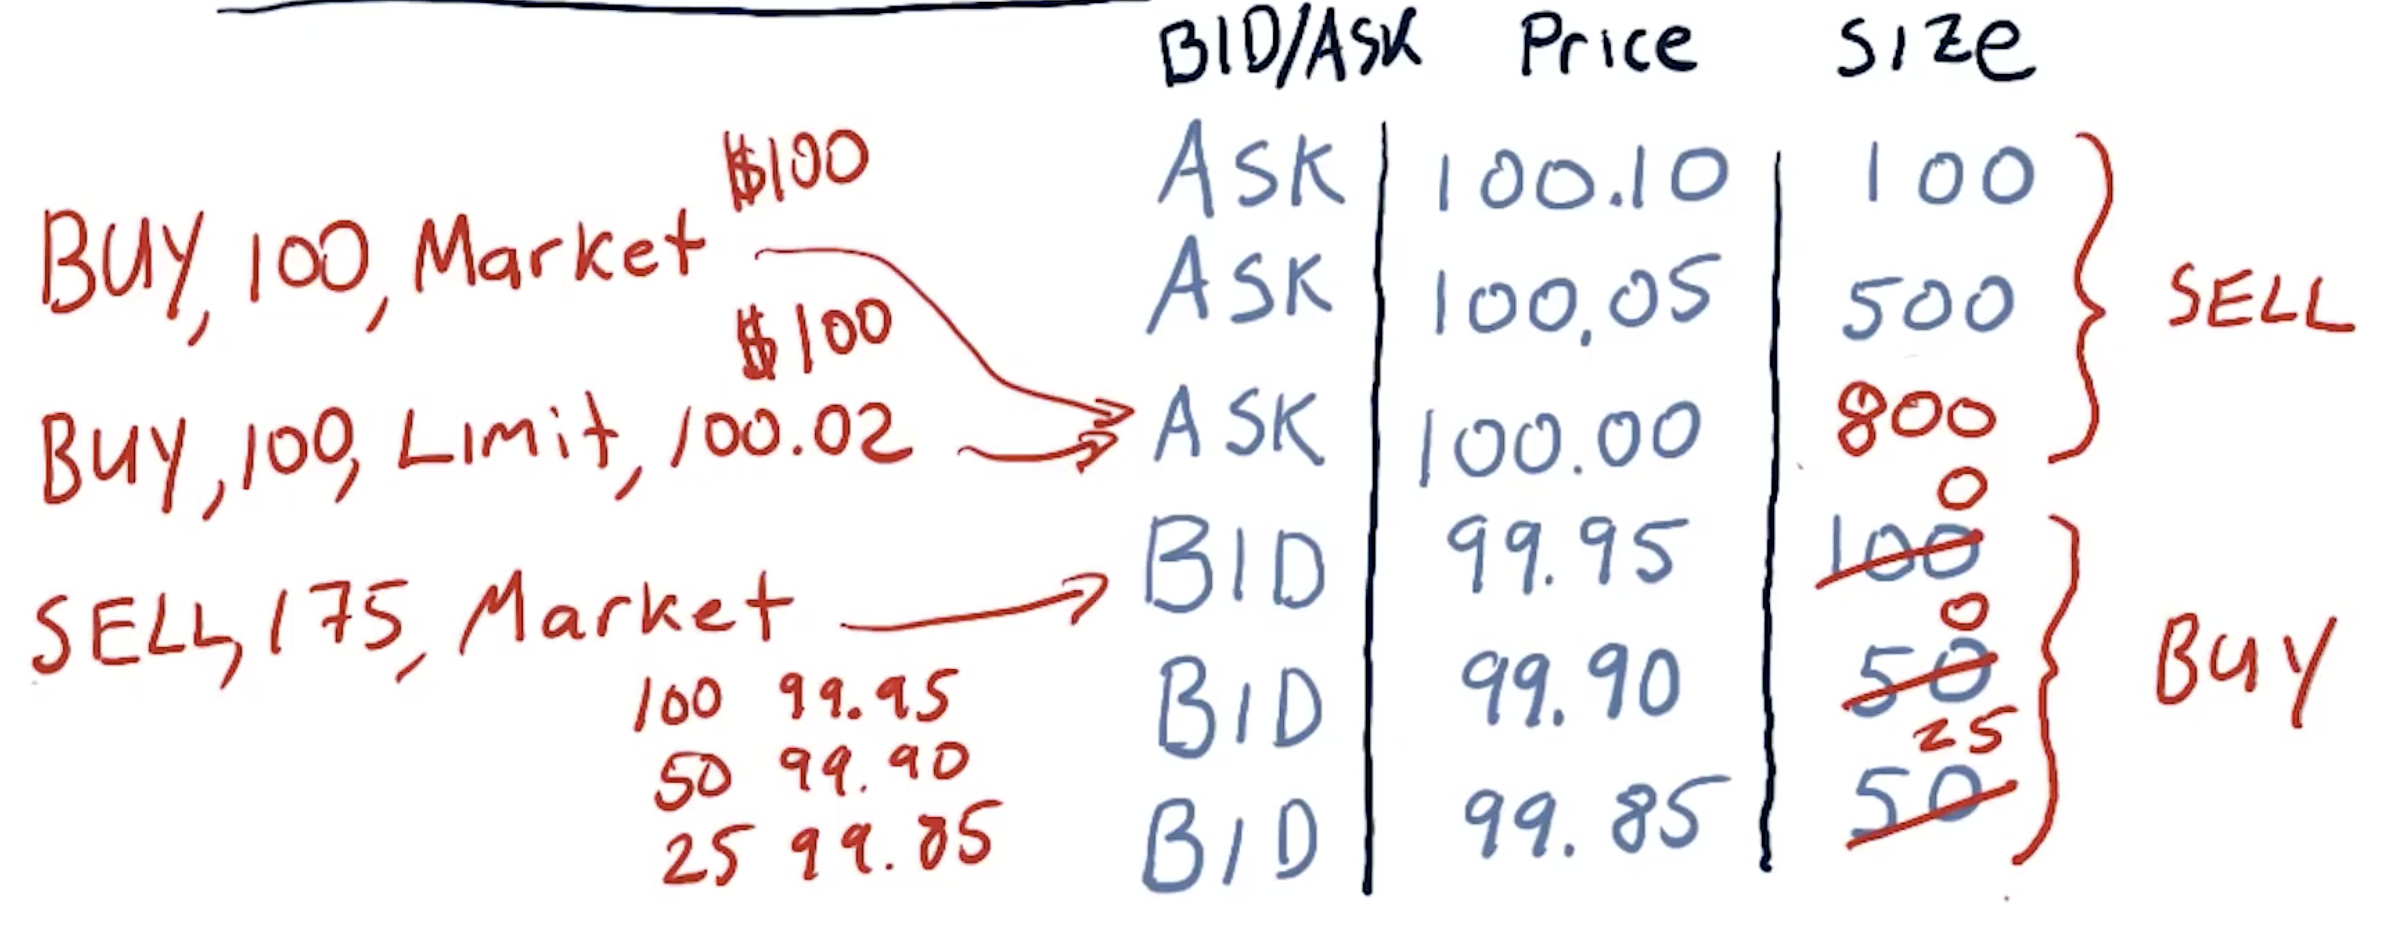 BID/ASK Price SIZE
$100
ASK 100.10 100
BUY, 100, Market
ASK 100.05 500
SELL
$100
ASK 100.00 800
BUY, 100, Limit, 100.02
0
BID 99.95 100
SELL, 175, Market
0
BID 99.90 50
BUY
100 99.95
25
50 99.90
BID 99.85 50
25 99.85